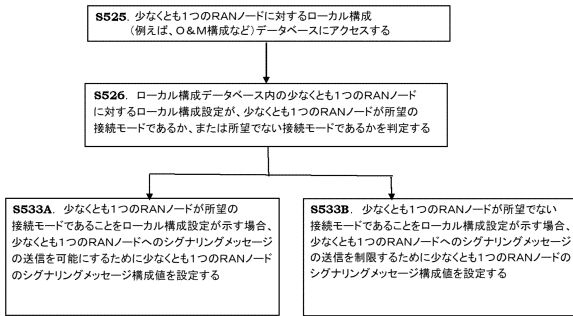 S525. 少なくとも1つのRANノードに対するローカル構成
（例えば、O&M構成など）データベースにアクセスする
S526. ローカル構成データベース内の少なくとも1つのRANノード
に対するローカル構成設定が、少なくとも1つのRANノードが所望の
接続モードであるか、または所望でない接続モードであるかを判定する
S533A. 少なくとも1つのRANノードが所望の
接続モードであることをローカル構成設定が示す場合、
少なくとも1つのRANノードへのシグナリングメッセージ
の送信を可能にするために少なくとも1つのRANノード
のシグナリングメッセージ構成値を設定する
S533B. 少なくとも1つのRANノードが所望でない
接続モードであることをローカル構成設定が示す場合、
少なくとも1つのRANノードへのシグナリングメッセージ
の送信を制限するために少なくとも1つのRANノードの
シグナリングメッセージ構成値を設定する